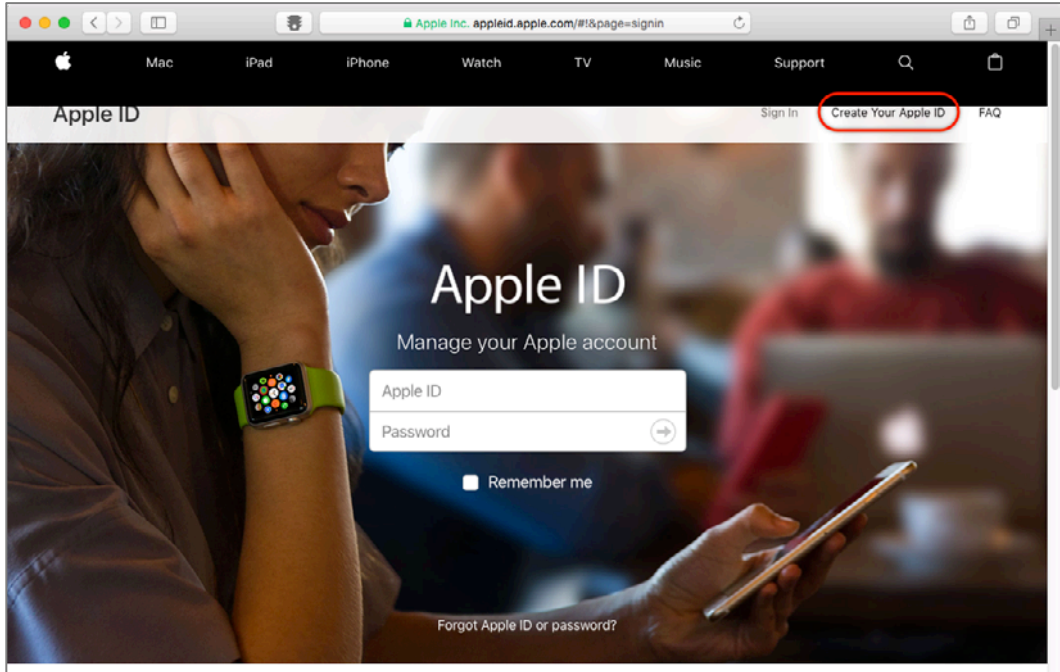 Apple Inc. appleid.apple.com/#!&page=signin
Mac iPad iPhone Watch TV Music Support
Apple ID Sign In Create Your Apple ID FAQ
Apple ID
Manage your Apple account
Apple ID
Password
Remember me
Forgot Apple ID or password?